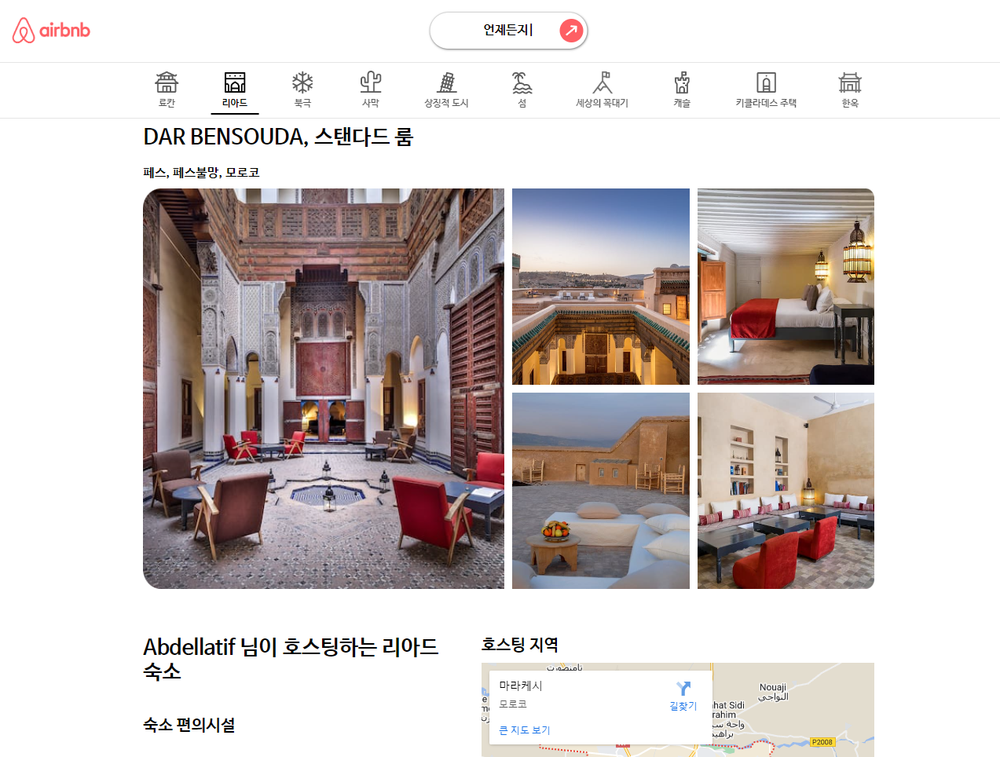 airbnb
언제든지|
료칸
리아드
북극
사막
상징적 도시
섬
세상의 꼭대기
캐슬
키클라데스 주택
한옥
DAR BENSOUDA, 스탠다드 룸
페스, 페스불망, 모로코
Abdellatif 님이 호스팅하는 리아드
숙소
숙소 편의시설
호스팅 지역
تامنصورت
마라케시
모로코
길찾기
큰 지도 보기
Nouaji
النواجي
hat Sidi
rahim
واحة سي
براهيم
P2008